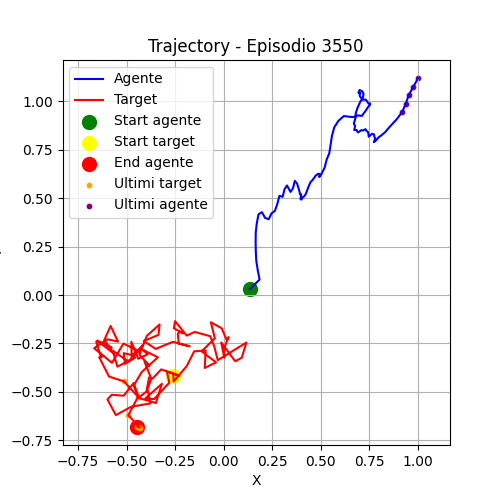 Trajectory - Episodio 3550
Agente
Target
Start agente
Start target
End agente
Ultimi target
Ultimi agente
1.00
0.75
0.50
0.25
0.00
−0.25
−0.50
−0.75
−0.75 −0.50 −0.25 0.00 0.25 0.50 0.75 1.00
X